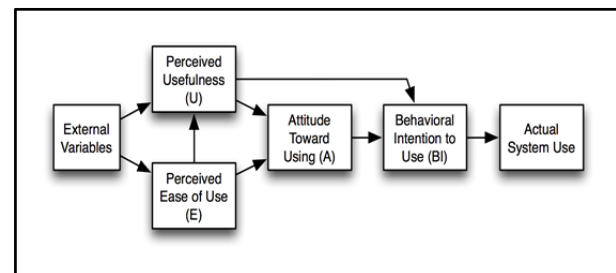 Perceived
Usefulness
(U)
External
Variables
Perceived
Ease of Use
(E)
Attitude
Toward
Using (A)
Behavioral
Intention to
Use (BI)
Actual
System Use